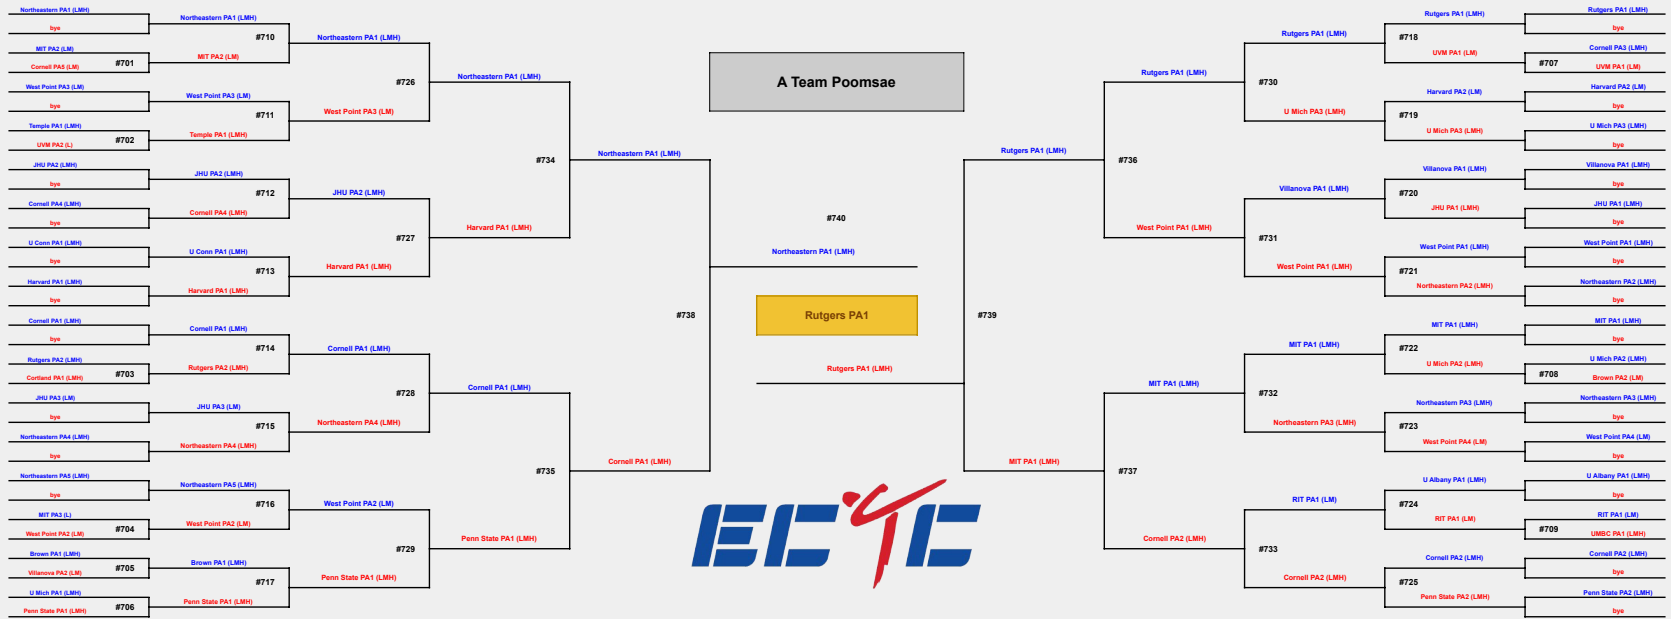 Northeastern PA1 (LMH)
bye
MIT PA2 (LM)
Cornell PA5 (LM)
#701
West Point PA3 (LM)
bye
Temple PA1 (LMH)
UVM PA2 (L)
#702
JHU PA2 (LMH)
bye
Cornell PA4 (LMH)
bye
U Conn PA1 (LMH)
bye
Harvard PA1 (LMH)
bye
Cornell PA1 (LMH)
bye
Rutgers PA2 (LMH)
Cortland PA1 (LMH)
#703
JHU PA3 (LM)
bye
Northeastern PA4 (LMH)
bye
Northeastern PA5 (LMH)
bye
MIT PA3 (L)
West Point PA2 (LM)
#704
Brown PA1 (LMH)
Villanova PA2 (LM)
#705
U Mich PA1 (LMH)
Penn State PA1 (LMH)
#706
Northeastern PA1 (LMH)
#710
MIT PA2 (LM)
West Point PA3 (LM)
#711
Temple PA1 (LMH)
JHU PA2 (LMH)
#712
Cornell PA4 (LMH)
U Conn PA1 (LMH)
#713
Harvard PA1 (LMH)
Cornell PA1 (LMH)
#714
Rutgers PA2 (LMH)
JHU PA3 (LM)
#715
Northeastern PA4 (LMH)
Northeastern PA5 (LMH)
#716
West Point PA2 (LM)
Brown PA1 (LMH)
#717
Penn State PA1 (LMH)
Northeastern PA1 (LMH)
#726
West Point PA3 (LM)
JHU PA2 (LMH)
#727
Harvard PA1 (LMH)
Cornell PA1 (LMH)
#728
Northeastern PA4 (LMH)
West Point PA2 (LM)
#729
Penn State PA1 (LMH)
Northeastern PA1 (LMH)
#734
Harvard PA1 (LMH)
Cornell PA1 (LMH)
#735
Penn State PA1 (LMH)
Northeastern PA1 (LMH)
#738
Cornell PA1 (LMH)
A Team Poomsae
#740
Northeastern PA1 (LMH)
Rutgers PA1
Rutgers PA1 (LMH)
ECTC
Rutgers PA1 (LMH)
#739
MIT PA1 (LMH)
Rutgers PA1 (LMH)
#736
West Point PA1 (LMH)
MIT PA1 (LMH)
#737
Cornell PA2 (LMH)
Rutgers PA1 (LMH)
#730
U Mich PA3 (LMH)
Villanova PA1 (LMH)
#731
West Point PA1 (LMH)
MIT PA1 (LMH)
#732
Northeastern PA3 (LMH)
RIT PA1 (LM)
#733
Cornell PA2 (LMH)
Rutgers PA1 (LMH)
#718
UVM PA1 (LM)
Harvard PA2 (LM)
#719
U Mich PA3 (LMH)
Villanova PA1 (LMH)
#720
JHU PA1 (LMH)
West Point PA1 (LMH)
#721
Northeastern PA2 (LMH)
MIT PA1 (LMH)
#722
U Mich PA2 (LMH)
Northeastern PA3 (LMH)
#723
West Point PA4 (LM)
U Albany PA1 (LMH)
#724
RIT PA1 (LM)
Cornell PA2 (LMH)
#725
Penn State PA2 (LMH)
Rutgers PA1 (LMH)
bye
Cornell PA3 (LMH)
#707
UVM PA1 (LM)
Harvard PA2 (LM)
bye
U Mich PA3 (LMH)
bye
Villanova PA1 (LMH)
bye
JHU PA1 (LMH)
bye
West Point PA1 (LMH)
bye
Northeastern PA2 (LMH)
bye
MIT PA1 (LMH)
bye
U Mich PA2 (LMH)
#708
Brown PA2 (LM)
Northeastern PA3 (LMH)
bye
West Point PA4 (LM)
bye
U Albany PA1 (LMH)
bye
RIT PA1 (LM)
#709
UMBC PA1 (LMH)
Cornell PA2 (LMH)
bye
Penn State PA2 (LMH)
bye